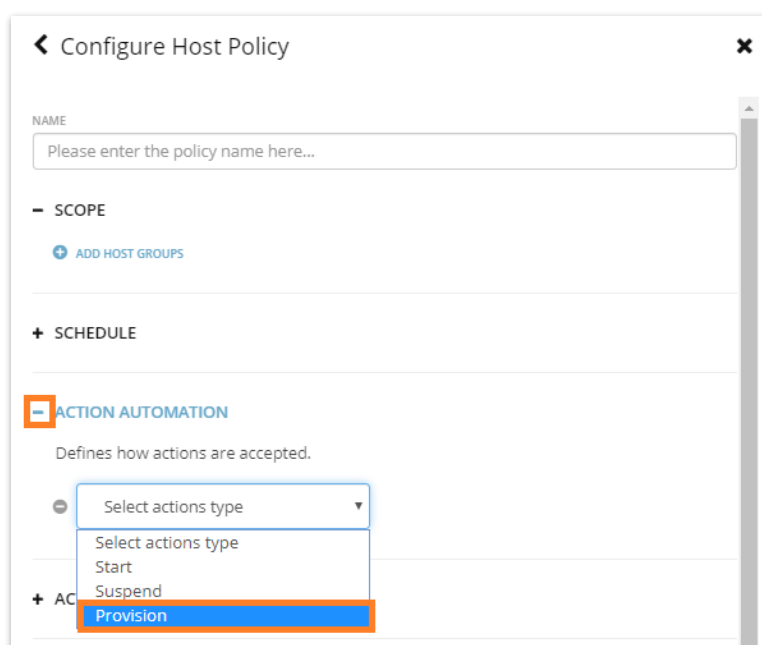 Configure Host Policy
NAME
Please enter the policy name here...
SCOPE
ADD HOST GROUPS
SCHEDULE
ACTION AUTOMATION
Defines how actions are accepted.
Select actions type
Select actions type
Start
Suspend
AC
Provision